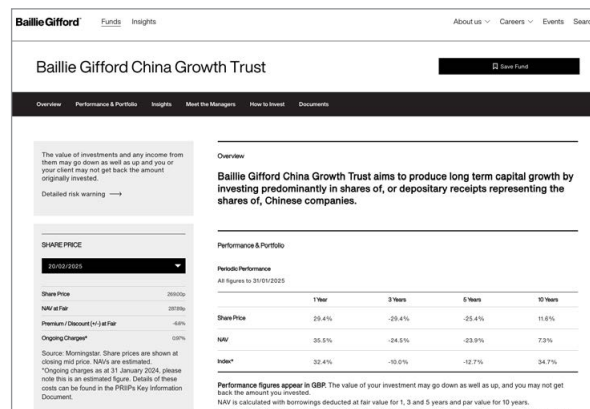 Baillie Gifford
Funds Insights
About us Careers Events Sear
Baillie Gifford China Growth Trust
Save Fund
Overview Performance & Portfolio Insights Meet the Managers How to Invest Documents
The value of investments and any income from
them may go down as well as up and you or
your client may not get back the amount
originally invested.
Detailed risk warning
SHARE PRICE
20/02/2025
Share Price
NAV at Fair
Premium / Discount (+/-) at Fair
Ongoing Charges*
Source: Morningstar. Share prices are shown at
closing mid price. NAVs are estimated.
*Ongoing charges as at 31 January 2024, please
note this is an estimated figure. Details of these
costs can be found in the PRIIPs Key Information
Document.
Overview
Baillie Gifford China Growth Trust aims to produce long term capital growth by
investing predominantly in shares of, or depositary receipts representing the
shares of, Chinese companies.
Performance & Portfolio
Periodic Performance
All figures to 31/01/2025
1 Year 3 Years 5 Years 10 Years
Share Price 29.4% -29.4% -25.4% 11.6%
NAV 35.5% -24.5% -23.9% 7.3%
Index* 32.4% -10.0% -12.7% 34.7%
Performance figures appear in GBP. The value of your investment may go down as well as up, and you may not get
back the amount you invested.
NAV is calculated with borrowings deducted at fair value for 1, 3 and 5 years and par value for 10 years.